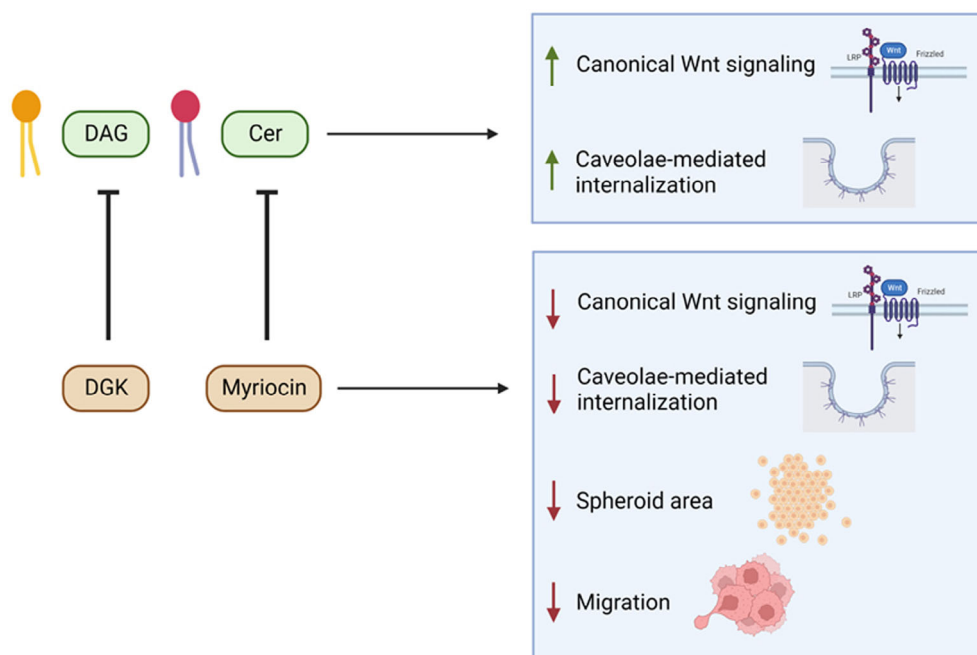 DAG
Cer
Canonical Wnt signaling
LRP
Wnt
Frizzled
Caveolae-mediated
internalization
DGK
Myriocin
Canonical Wnt signaling
LRP
Wnt
Frizzled
Caveolae-mediated
internalization
Spheroid area
Migration